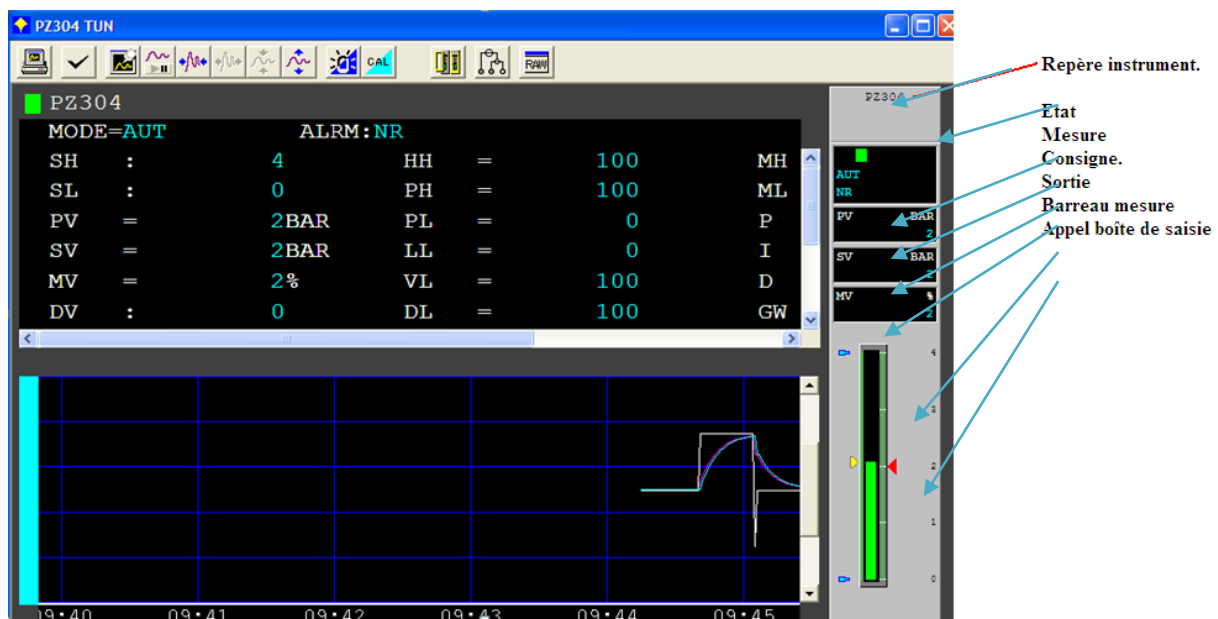 PZ304 TUN
CAL
RAW
PZ304
MODE=AUT ALRM:NR
SH : 4 HH = 100 MH
SL : 0 PH = 100 ML
PV = 2BAR PL = 0 P
SV = 2BAR LL = 0 I
MV = 2% VL = 100 D
DV : 0 DL = 100 GW
09:40 09:41 09:42 09:43 09:44 09:45
PZ304
AUT
NR
PV BAR
2
SV BAR
2
MV %
2
4
3
2
1
0
Repère instrument.
Etat
Mesure
Consigne.
Sortie
Barreau mesure
Appel boîte de saisie